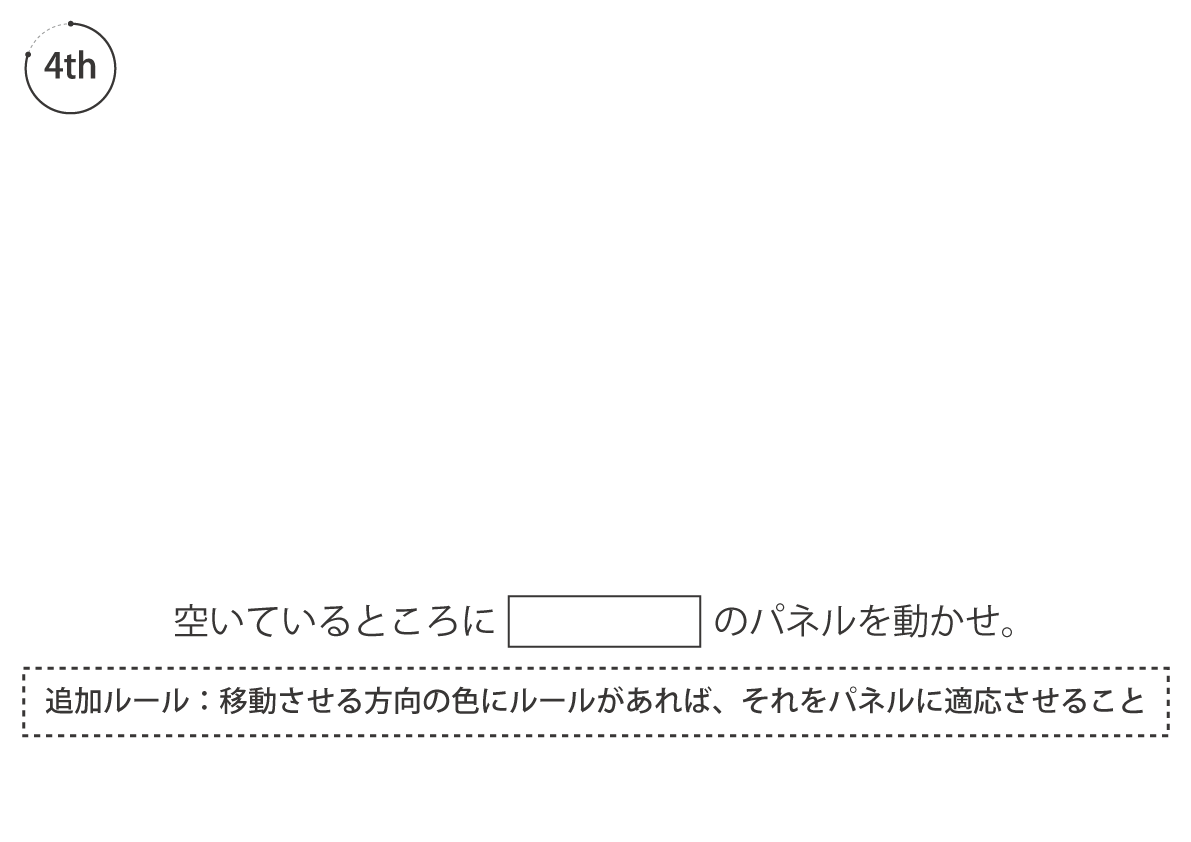 4th
空いているところに のパネルを動かせ。
追加ルール：移動させる方向の色にルールがあれば、それをパネルに適応させること